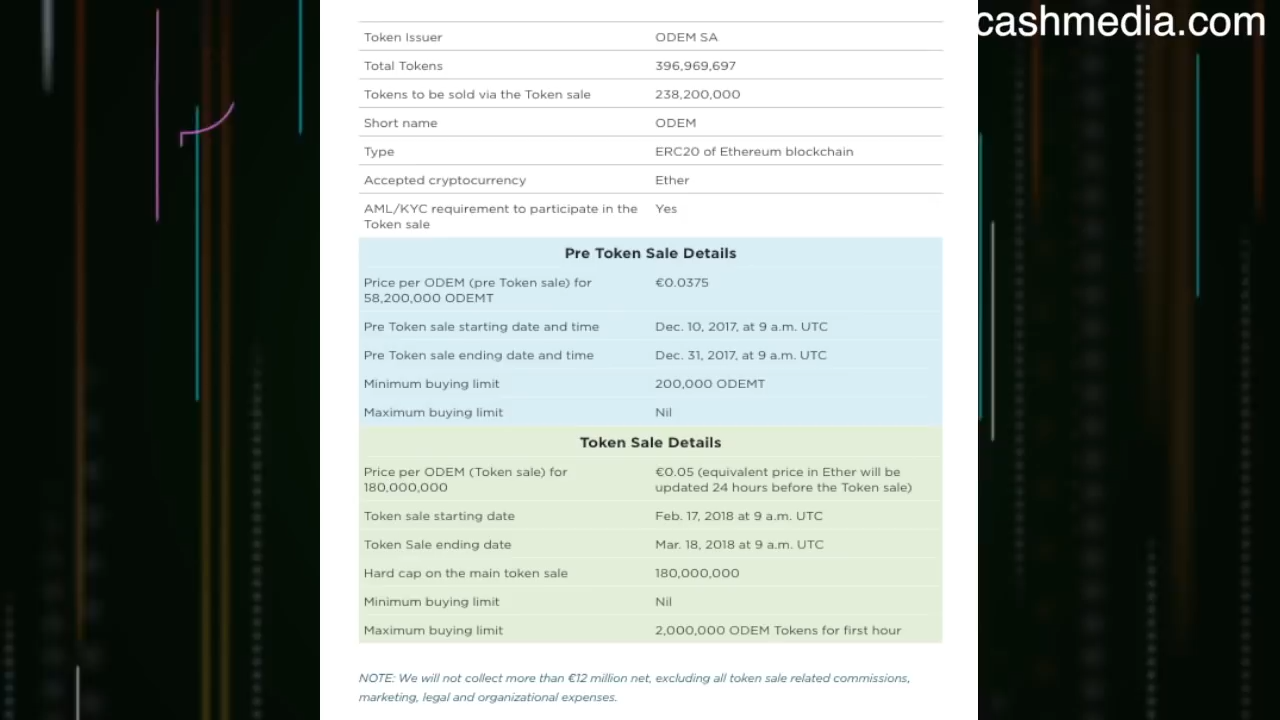 cashmedia.com
Token Issuer ODEM SA
Total Tokens 396,969,697
Tokens to be sold via the Token sale 238,200,000
Short name ODEM
Type ERC20 of Ethereum blockchain
Accepted cryptocurrency Ether
AML/KYC requirement to participate in the Yes
Token sale
Pre Token Sale Details
Price per ODEM (pre Token sale) for €0.0375
58,200,000 ODEMT
Pre Token sale starting date and time Dec. 10, 2017, at 9 a.m. UTC
Pre Token sale ending date and time Dec. 31, 2017, at 9 a.m. UTC
Minimum buying limit 200,000 ODEMT
Maximum buying limit Nil
Token Sale Details
Price per ODEM (Token sale) for €0.05 (equivalent price in Ether will be
180,000,000 updated 24 hours before the Token sale)
Token sale starting date Feb. 17, 2018 at 9 a.m. UTC
Token Sale ending date Mar. 18, 2018 at 9 a.m. UTC
Hard cap on the main token sale 180,000,000
Minimum buying limit Nil
Maximum buying limit 2,000,000 ODEM Tokens for first hour
NOTE: We will not collect more than €12 million net, excluding all token sale related commissions,
marketing, legal and organizational expenses.